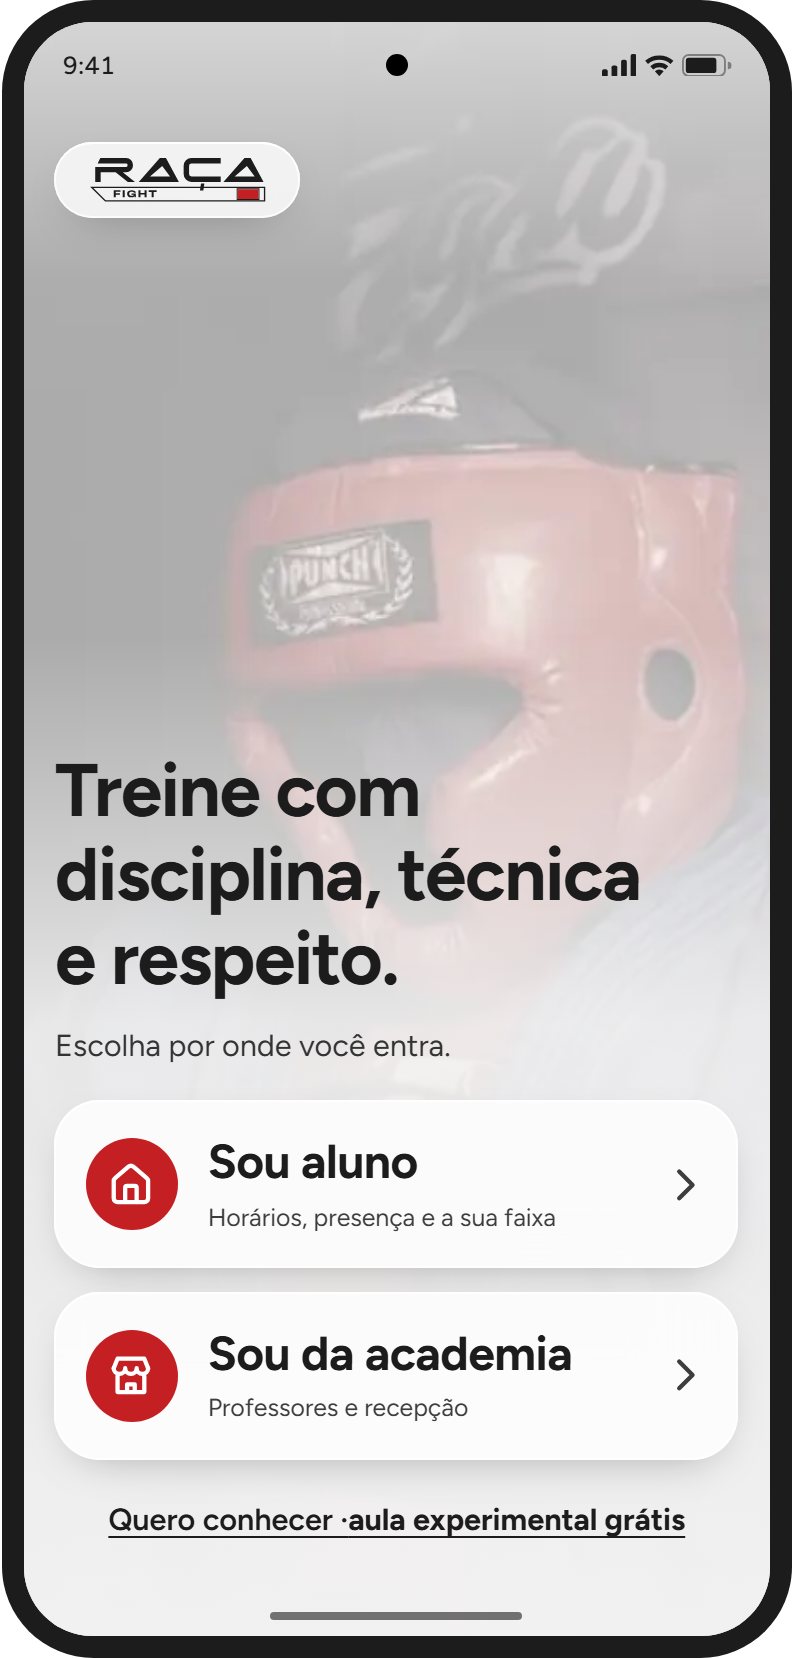 9:41
RAÇA
FIGHT
PUNCH
Treine com
disciplina, técnica
e respeito.
Escolha por onde você entra.
Sou aluno
Horários, presença e a sua faixa
Sou da academia
Professores e recepção
Quero conhecer ·aula experimental grátis